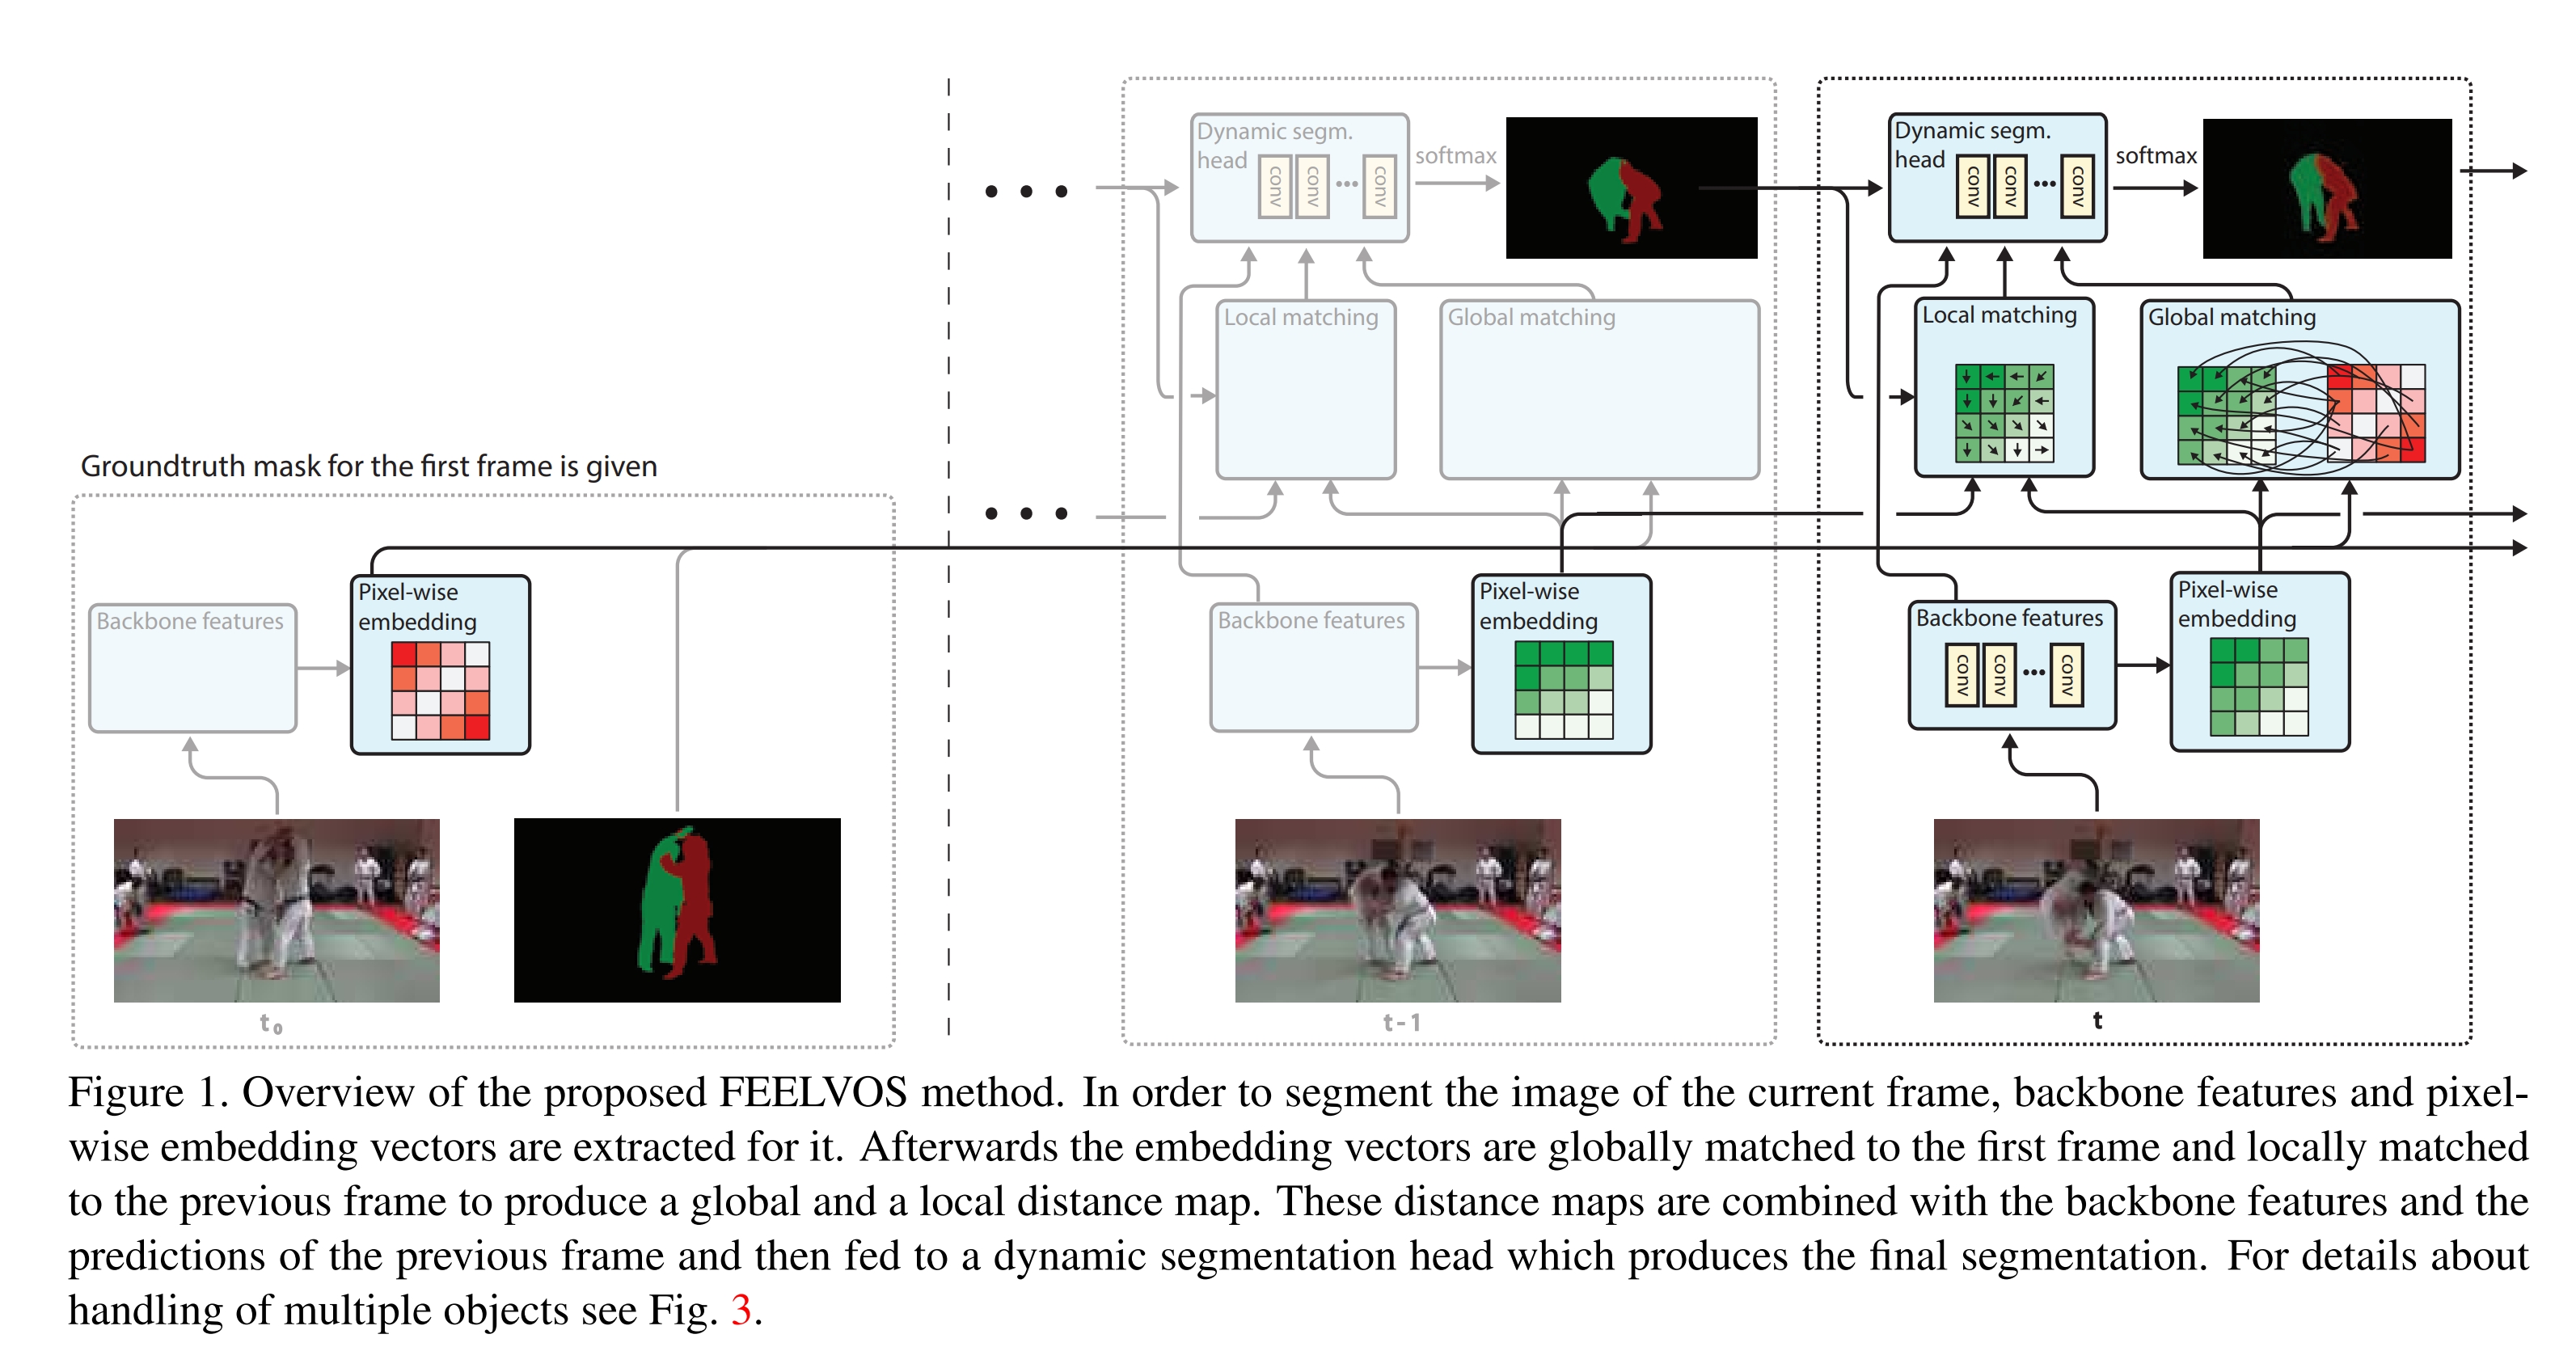 Groundtruth mask for the first frame is given
Backbone features
Pixel-wise
embedding
t₀
Dynamic segm.
head
conv
conv
...
conv
softmax
Local matching
Global matching
Backbone features
Pixel-wise
embedding
t-1
Dynamic segm.
head
conv
conv
...
conv
softmax
Local matching
Global matching
Backbone features
conv
conv
...
conv
Pixel-wise
embedding
t
Figure 1. Overview of the proposed FEELVOS method. In order to segment the image of the current frame, backbone features and pixel-
wise embedding vectors are extracted for it. Afterwards the embedding vectors are globally matched to the first frame and locally matched
to the previous frame to produce a global and a local distance map. These distance maps are combined with the backbone features and the
predictions of the previous frame and then fed to a dynamic segmentation head which produces the final segmentation. For details about
handling of multiple objects see Fig. 3.